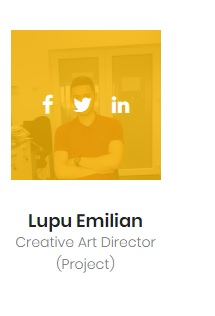 Lupu Emilian
Creative Art Director
(Project)